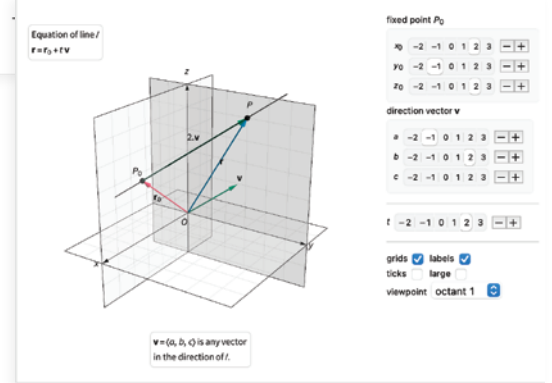 Equation of line l
r = r₀ + t v
z
P
2.v
P₀
r
v
r₀
O
x
y
v = ⟨a, b, c⟩ is any vector
in the direction of l.
fixed point P₀
x₀ -2 -1 0 1 2 3 − +
y₀ -2 -1 0 1 2 3 − +
z₀ -2 -1 0 1 2 3 − +
direction vector v
a -2 -1 0 1 2 3 − +
b -2 -1 0 1 2 3 − +
c -2 -1 0 1 2 3 − +
t -2 -1 0 1 2 3 − +
grids labels
ticks large
viewpoint octant 1